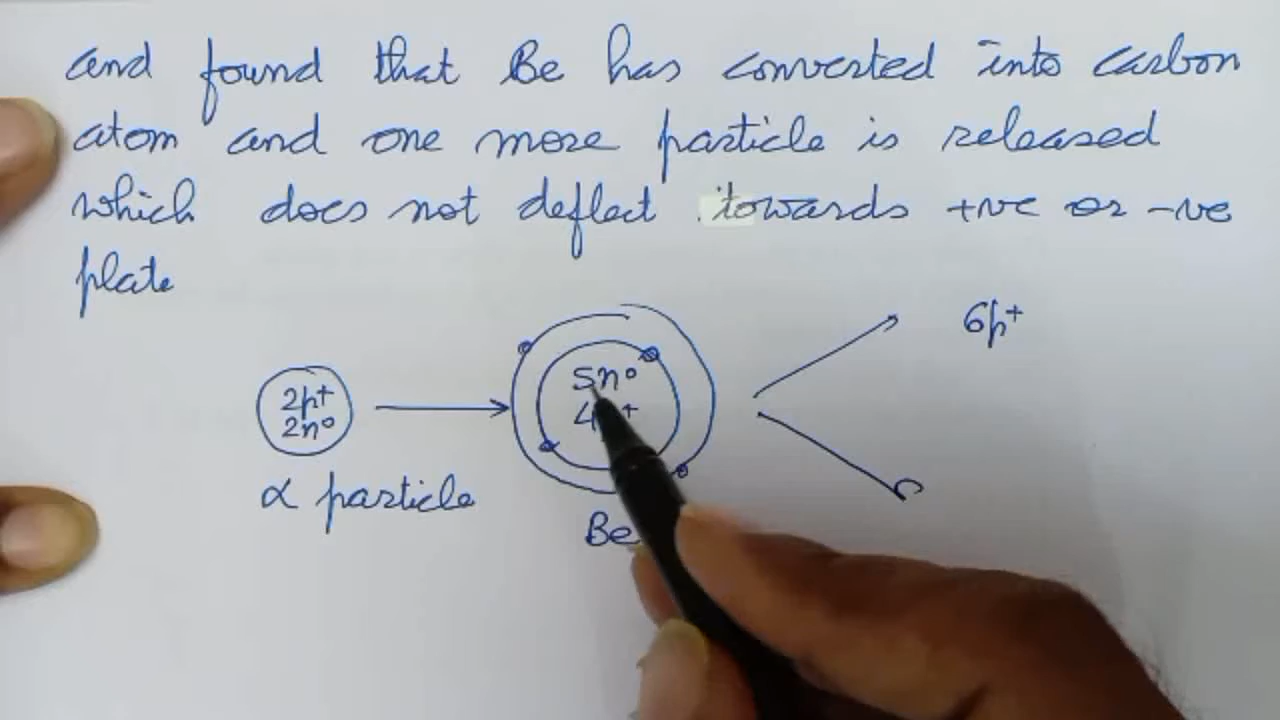 and found that Be has converted into carbon
atom and one more particle is released
which does not deflect towards +ve or -ve
plate
6p+
5n°
2p+
2n°
α particle
Be